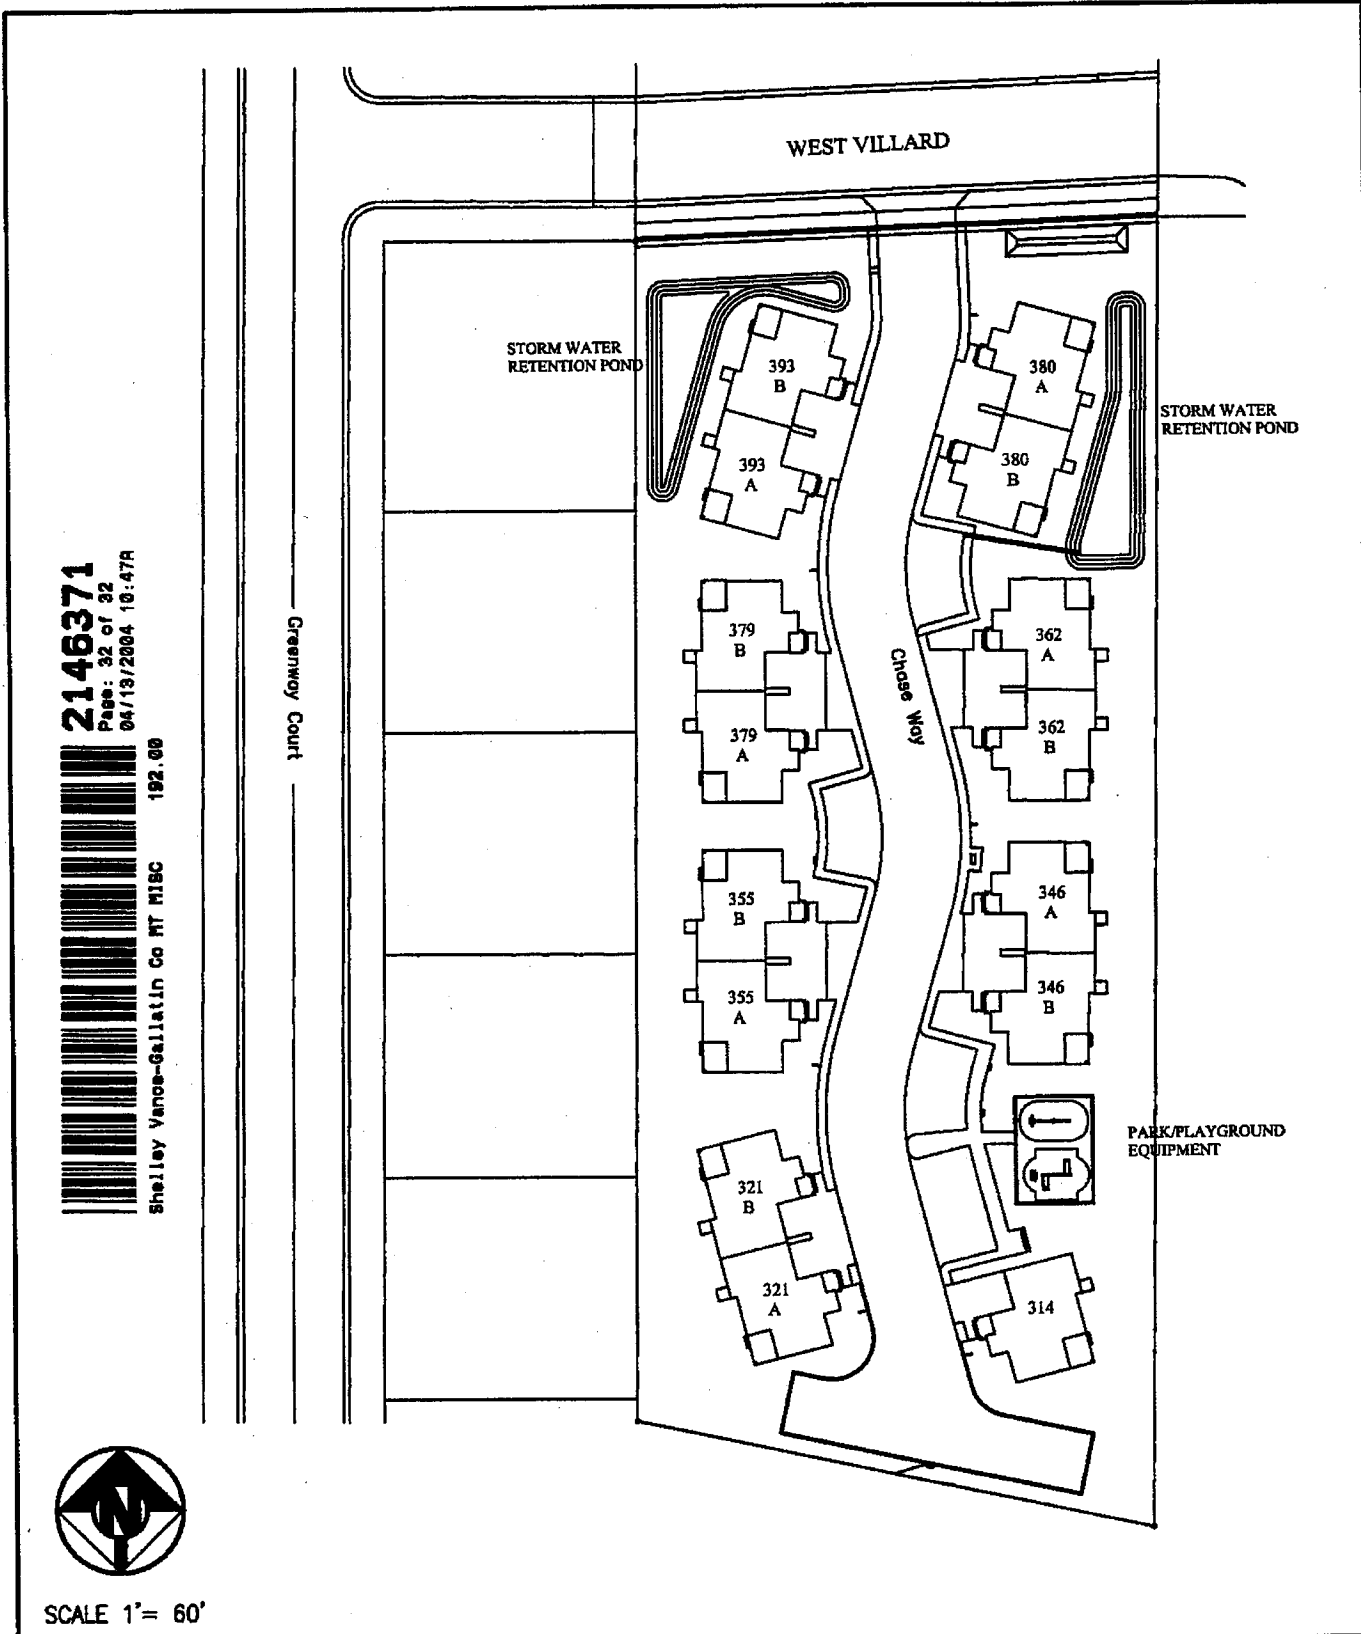 WEST VILLARD
STORM WATER
RETENTION POND
393
B
380
A
STORM WATER
RETENTION POND
393
A
380
B
2146371
Page: 32 of 32
04/13/2004 10:47A
Shelley Vance-Gallatin Co MT MISC 192.00
Greenway Court
Chase Way
379
B
362
A
379
A
362
B
355
B
346
A
355
A
346
B
PARK/PLAYGROUND
EQUIPMENT
321
B
321
A
314
N
SCALE 1'= 60'